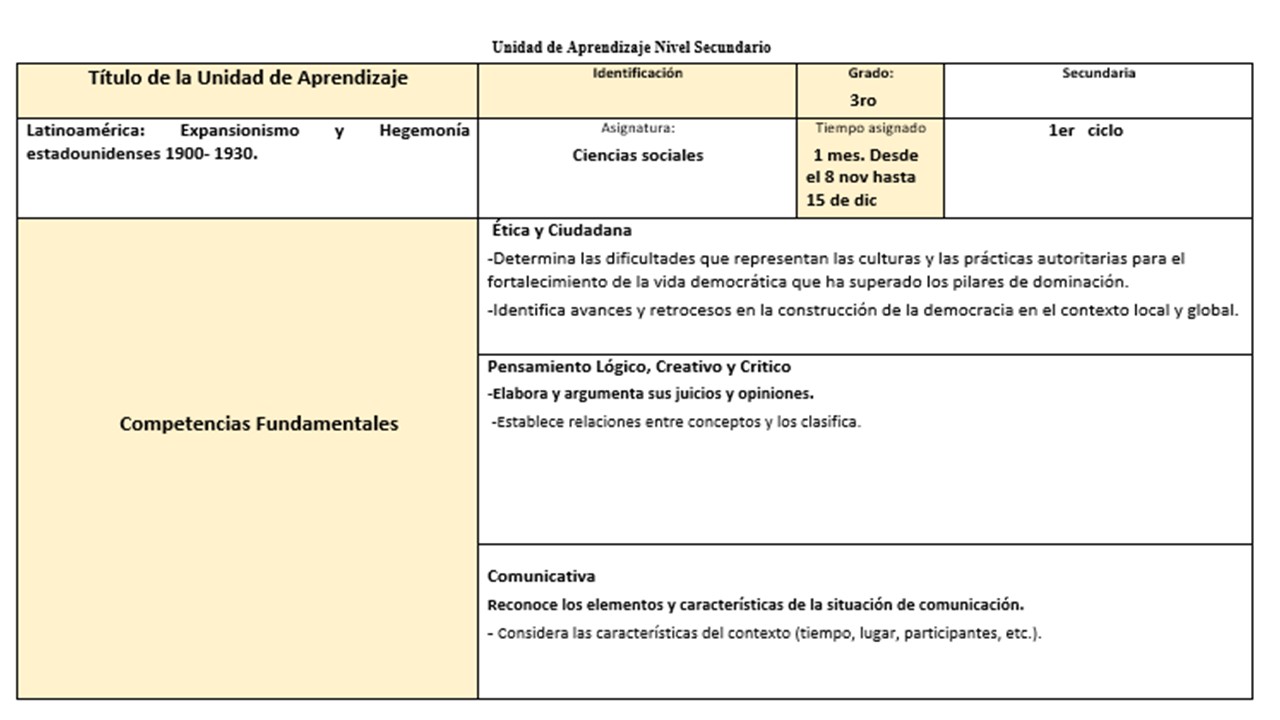 Unidad de Aprendizaje Nivel Secundario
Título de la Unidad de Aprendizaje
Identificación
Grado:
3ro
Secundaria
Latinoamérica: Expansionismo y Hegemonía
estadounidenses 1900- 1930.
Asignatura:
Ciencias sociales
Tiempo asignado
1 mes. Desde
el 8 nov hasta
15 de dic
1er ciclo
Competencias Fundamentales
Ética y Ciudadana
-Determina las dificultades que representan las culturas y las prácticas autoritarias para el
fortalecimiento de la vida democrática que ha superado los pilares de dominación.
-Identifica avances y retrocesos en la construcción de la democracia en el contexto local y global.
Pensamiento Lógico, Creativo y Critico
-Elabora y argumenta sus juicios y opiniones.
-Establece relaciones entre conceptos y los clasifica.
Comunicativa
Reconoce los elementos y características de la situación de comunicación.
- Considera las características del contexto (tiempo, lugar, participantes, etc.).